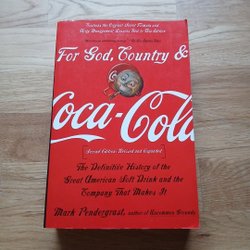 For God, Country &
Coca-Cola
Second Edition: Revised and Expanded
The Definitive History of the
Great American Soft Drink and the
Company That Makes It
Mark Pendergrast, author of Uncommon Grounds